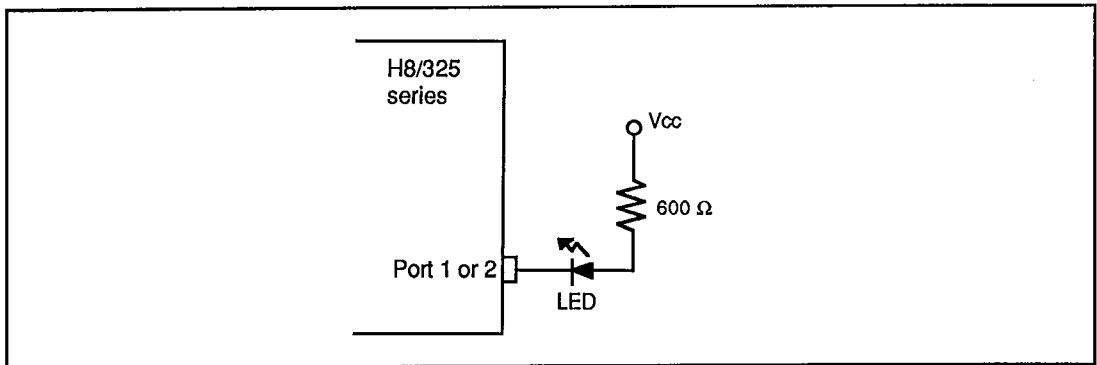 H8/325
series
Vcc
600 Ω
Port 1 or 2
LED